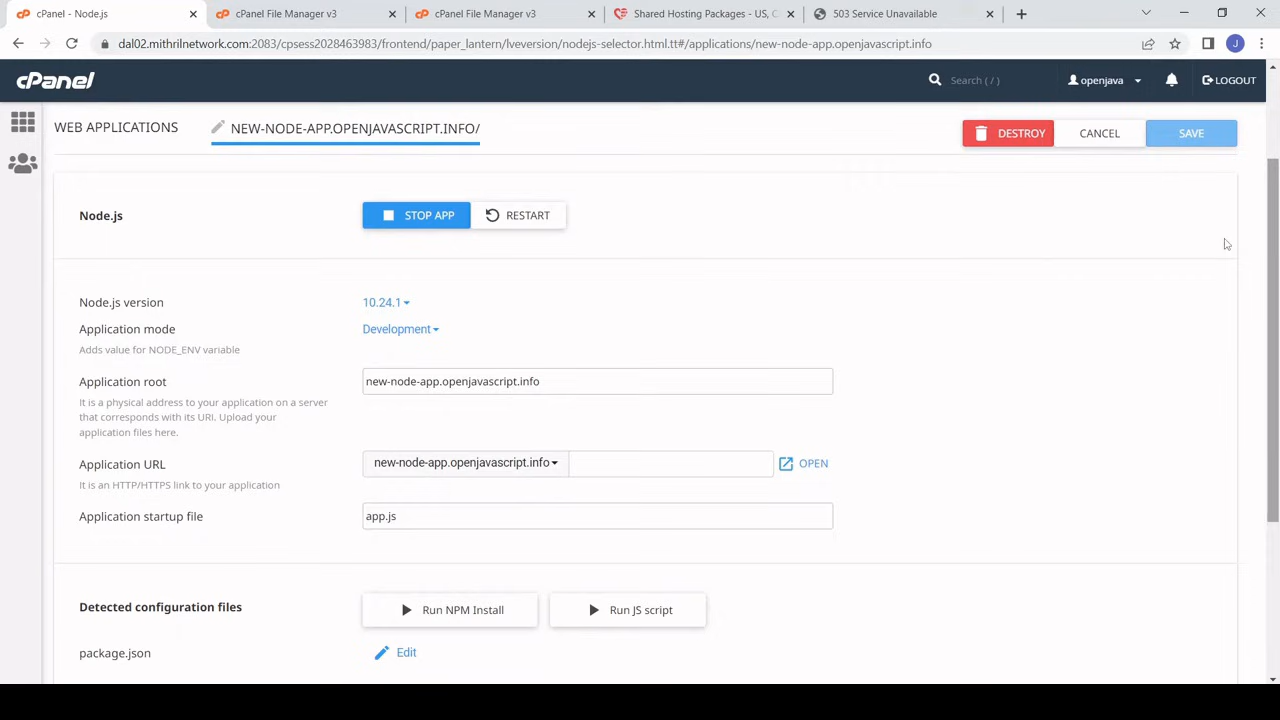 cPanel - Node.js
cPanel File Manager v3
cPanel File Manager v3
Shared Hosting Packages - US, C
503 Service Unavailable
dal02.mithrilnetwork.com:2083/cpsess2028463983/frontend/paper_lantern/lveversion/nodejs-selector.html.tt#/applications/new-node-app.openjavascript.info
J
cPanel
Search ( / )
openjava
LOGOUT
WEB APPLICATIONS
NEW-NODE-APP.OPENJAVASCRIPT.INFO/
DESTROY
CANCEL
SAVE
Node.js
STOP APP
RESTART
Node.js version
10.24.1
Application mode
Development
Adds value for NODE_ENV variable
Application root
new-node-app.openjavascript.info
It is a physical address to your application on a server
that corresponds with its URI. Upload your
application files here.
Application URL
new-node-app.openjavascript.info
OPEN
It is an HTTP/HTTPS link to your application
Application startup file
app.js
Detected configuration files
Run NPM Install
Run JS script
package.json
Edit